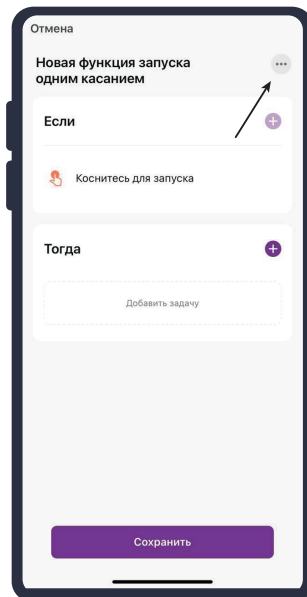 Отмена
Новая функция запуска
одним касанием
Если
Коснитесь для запуска
Тогда
Добавить задачу
Сохранить